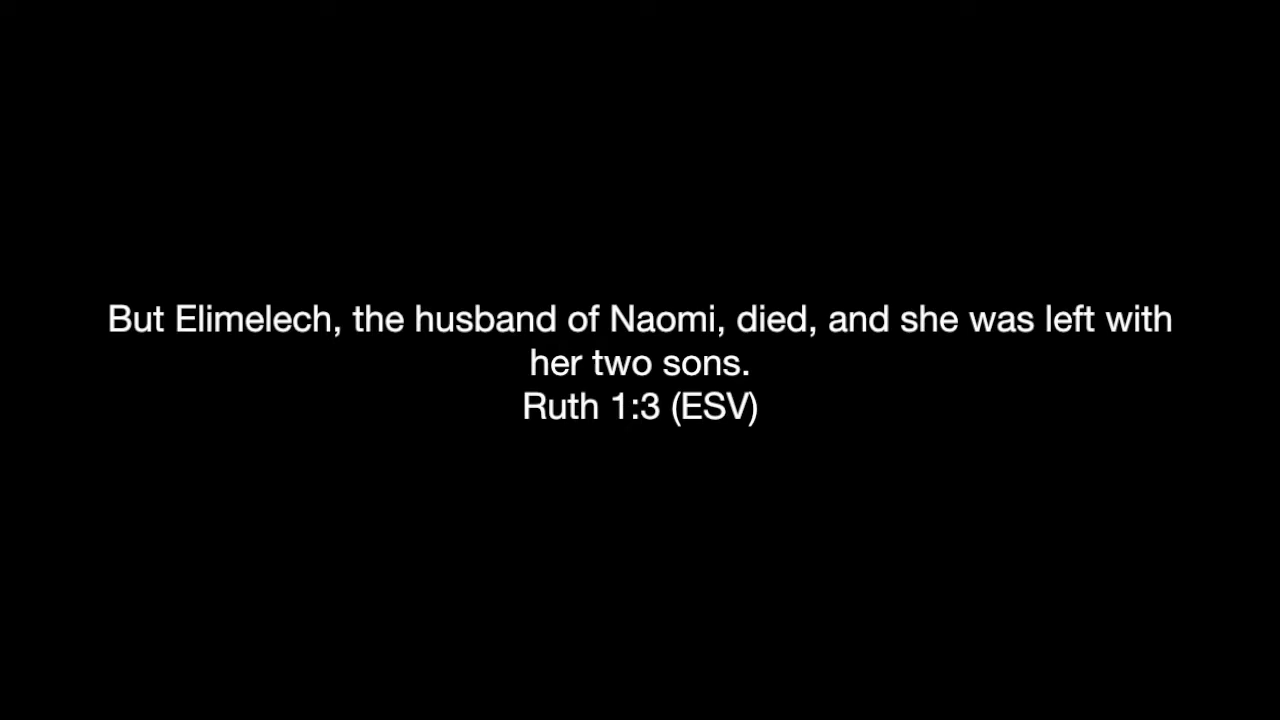 But Elimelech, the husband of Naomi, died, and she was left with
her two sons.
Ruth 1:3 (ESV)